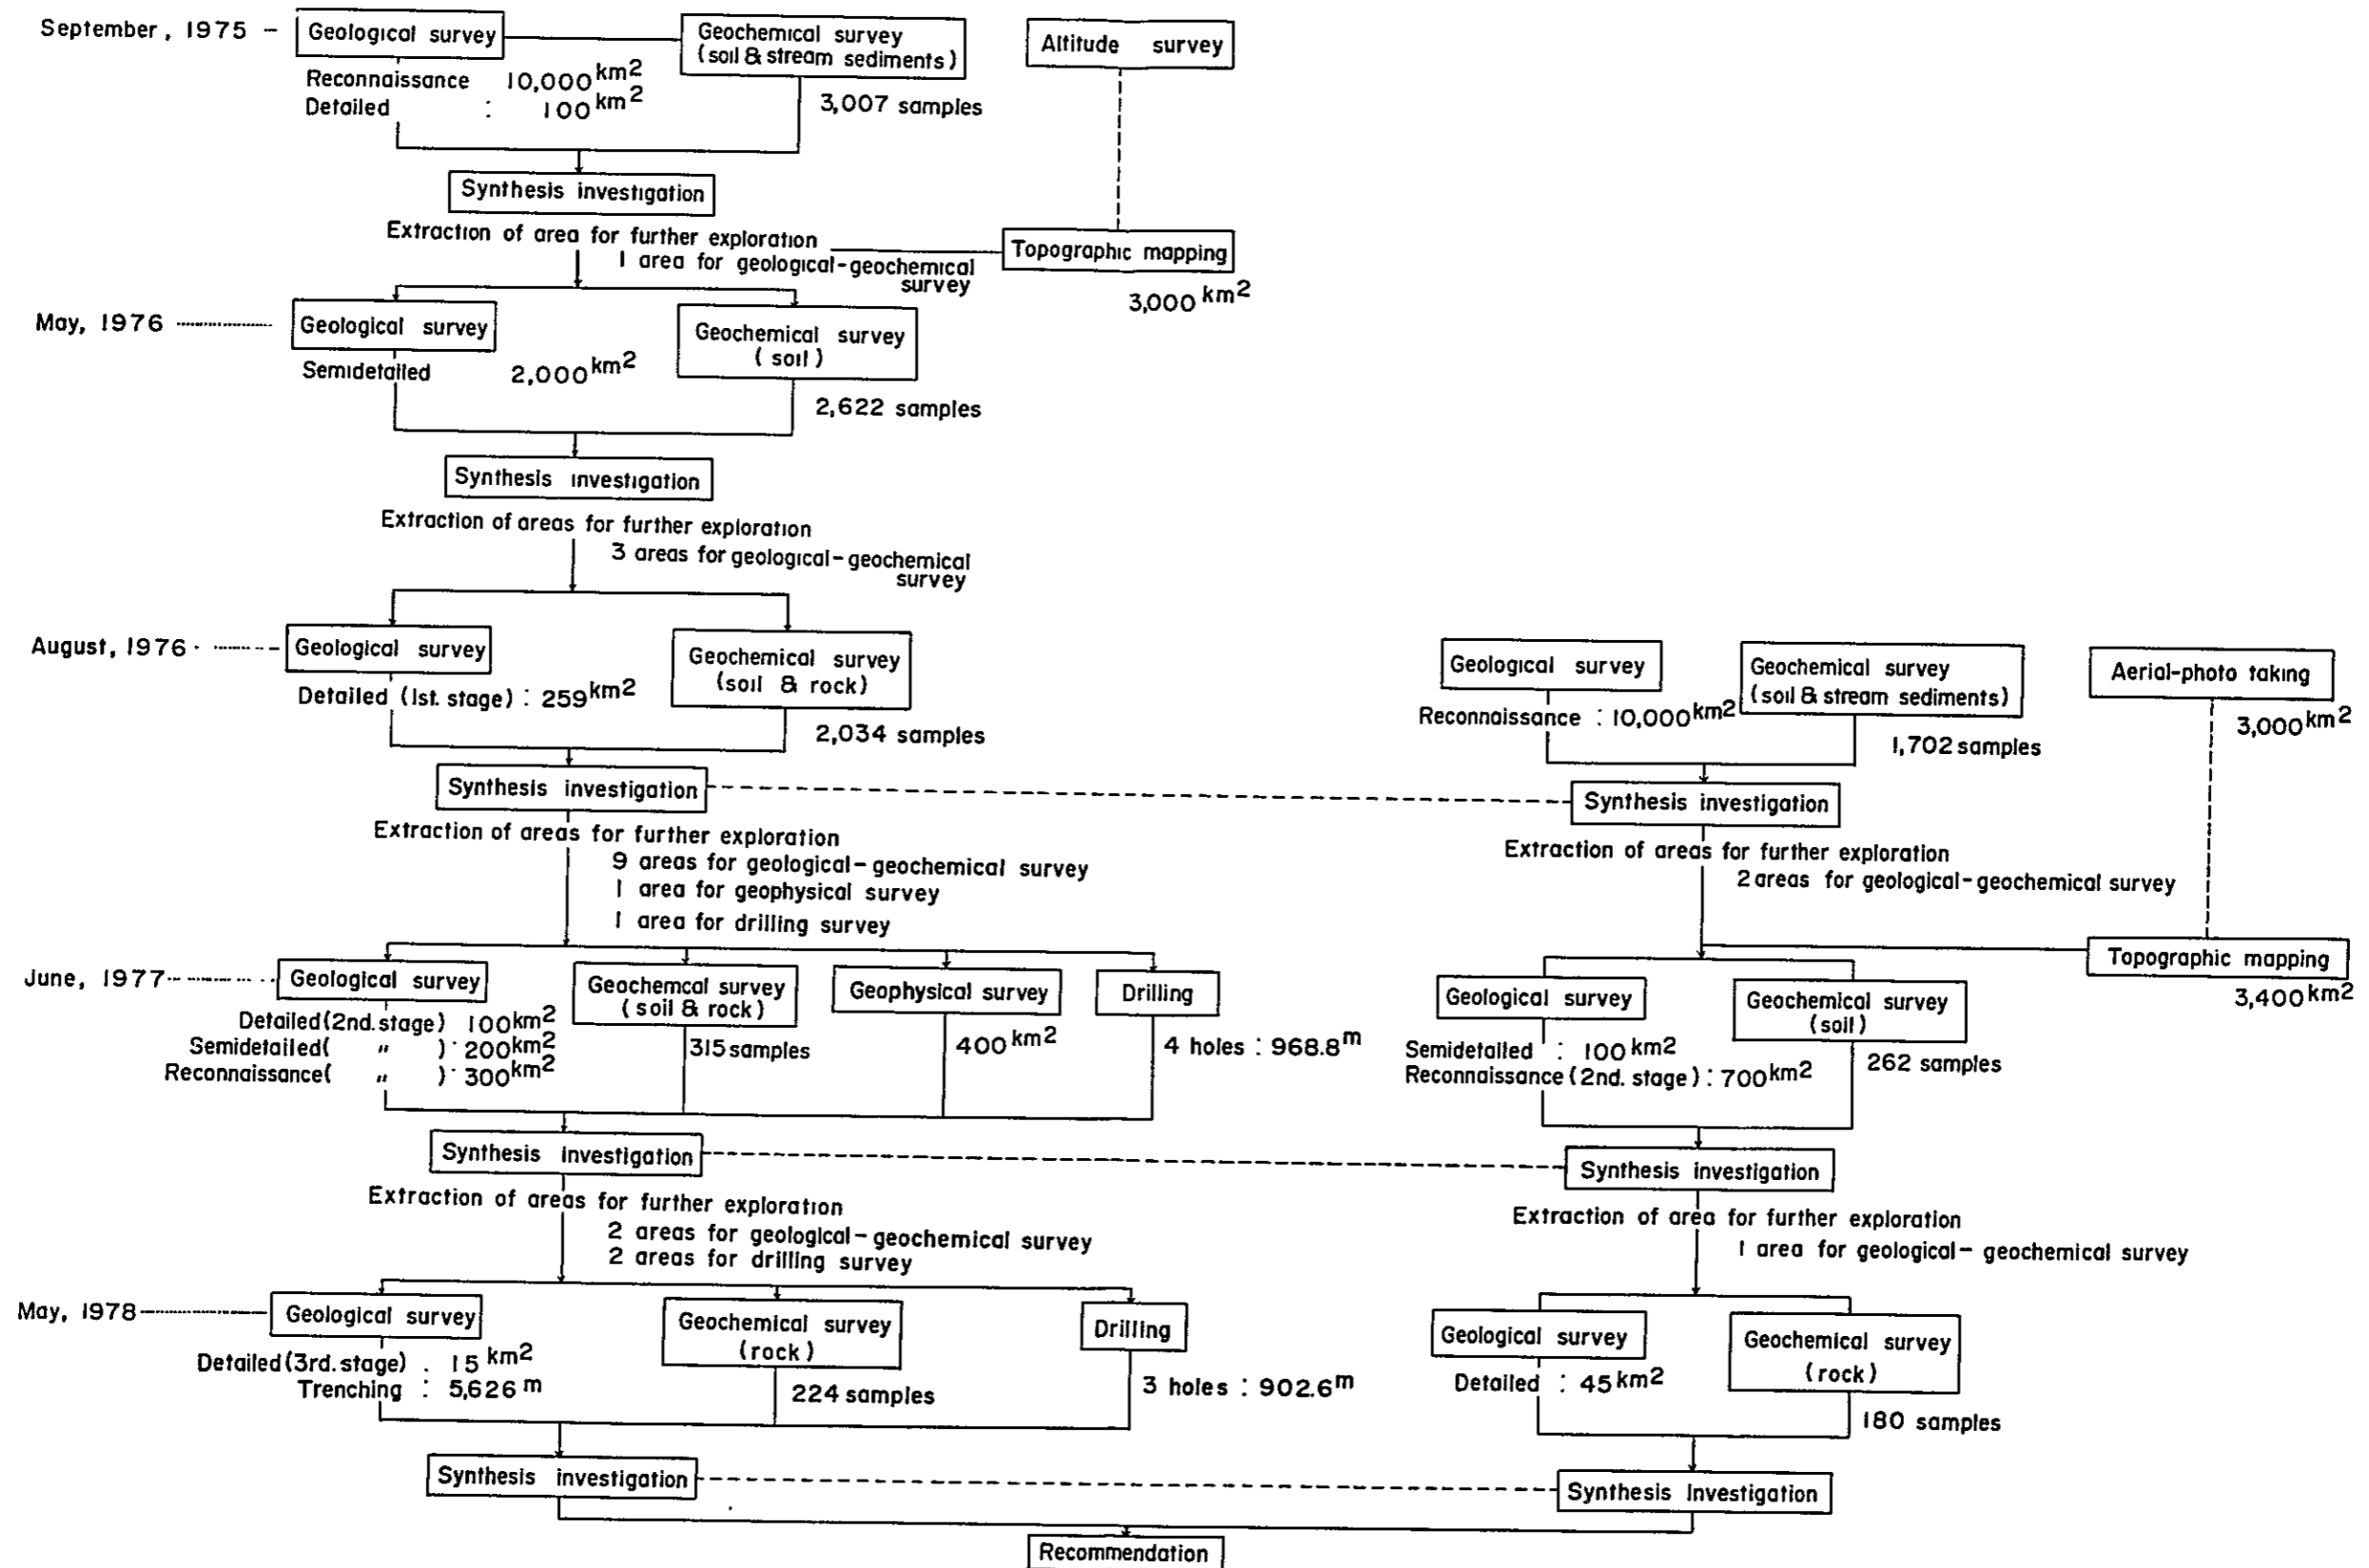 September, 1975 -
Geological survey
Geochemical survey
(soil & stream sediments)
Altitude survey
Reconnaissance 10,000 km2
Detailed : 100 km2
3,007 samples
Synthesis investigation
Extraction of area for further exploration
1 area for geological-geochemical
survey
Topographic mapping
3,000 km2
May, 1976
Geological survey
Geochemical survey
(soil)
Semidetailed 2,000 km2
2,622 samples
Synthesis investigation
Extraction of areas for further exploration
3 areas for geological-geochemical
survey
August, 1976
Geological survey
Geochemical survey
(soil & rock)
Detailed (1st. stage) : 259 km2
2,034 samples
Geological survey
Geochemical survey
(soil & stream sediments)
Aerial-photo taking
Reconnaissance : 10,000 km2
1,702 samples
3,000 km2
Synthesis investigation
Synthesis investigation
Extraction of areas for further exploration
9 areas for geological-geochemical survey
1 area for geophysical survey
1 area for drilling survey
Extraction of areas for further exploration
2 areas for geological-geochemical survey
Topographic mapping
3,400 km2
June, 1977
Geological survey
Geochemcal survey
(soil & rock)
Geophysical survey
Drilling
Detailed (2nd. stage) 100 km2
Semidetailed ( " ) : 200 km2
Reconnaissance ( " ) : 300 km2
315 samples
400 km2
4 holes : 968.8 m
Geological survey
Geochemical survey
(soil)
Semidetailed : 100 km2
Reconnaissance (2nd. stage) : 700 km2
262 samples
Synthesis investigation
Synthesis investigation
Extraction of areas for further exploration
2 areas for geological-geochemical survey
2 areas for drilling survey
Extraction of area for further exploration
1 area for geological-geochemical survey
May, 1978
Geological survey
Geochemical survey
(rock)
Drilling
Detailed (3rd. stage) : 15 km2
Trenching : 5,626 m
224 samples
3 holes : 902.6 m
Geological survey
Geochemical survey
(rock)
Detailed : 45 km2
180 samples
Synthesis investigation
Synthesis Investigation
Recommendation